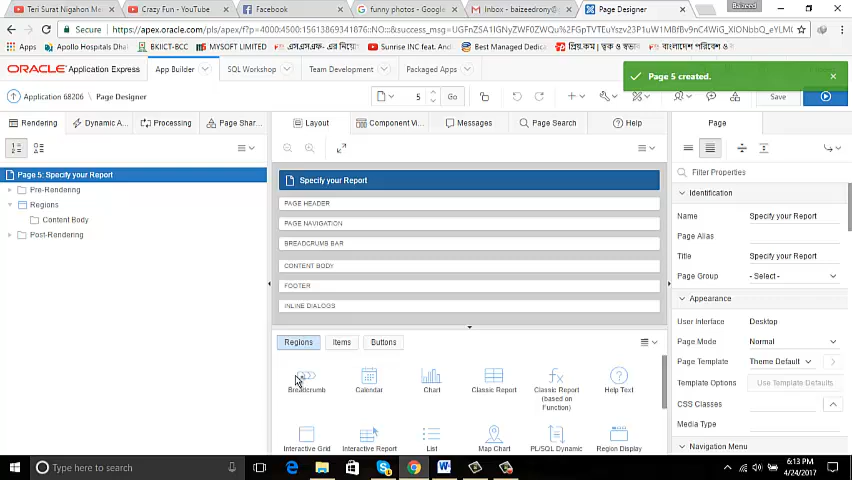 Teri Surat Nigahon Me
Crazy Fun - YouTube
Facebook
funny photos - Google
Inbox - baizeedrony@
Page Designer
Baizeed
Secure
https://apex.oracle.com/pls/apex/f?p=4000:4500:15613869341876::NO:::&success_msg=
Apps
Apollo Hospitals Dhak
BKIICT-BCC
MYSOFT LIMITED
Sunrise INC feat. And
Best Managed Dedica
ORACLE Application Express
App Builder
SQL Workshop
Team Development
Packaged Apps
Page 5 created.
Application 68206
Page Designer
5
Go
Save
Rendering
Dynamic A...
Processing
Page Shar...
Layout
Component Vi...
Messages
Page Search
Help
Page
Filter Properties
Page 5: Specify your Report
Pre-Rendering
Regions
Content Body
Post-Rendering
Specify your Report
PAGE HEADER
PAGE NAVIGATION
BREADCRUMB BAR
CONTENT BODY
FOOTER
INLINE DIALOGS
Regions
Items
Buttons
Breadcrumb
Calendar
Chart
Classic Report
Classic Report (based on Function)
Help Text
Interactive Grid
Interactive Report
List
Map Chart
PL/SQL Dynamic
Region Display
Identification
Name
Specify your Report
Page Alias
Title
Specify your Report
Page Group
- Select -
Appearance
User Interface
Desktop
Page Mode
Normal
Page Template
Theme Default
Template Options
Use Template Defaults
CSS Classes
Media Type
Navigation Menu
Type here to search
6:13 PM
4/24/2017